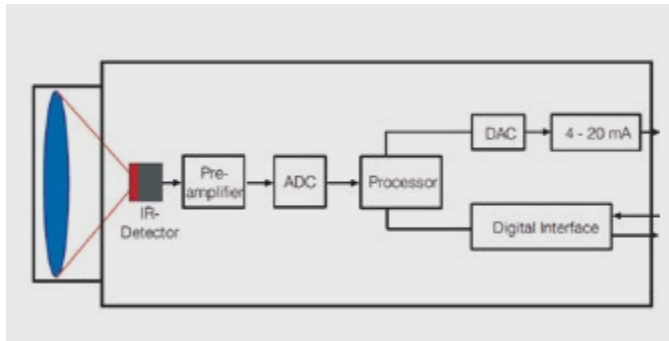 DAC
4 - 20 mA
Pre-
amplifier
ADC
Processor
IR-
Detector
Digital Interface